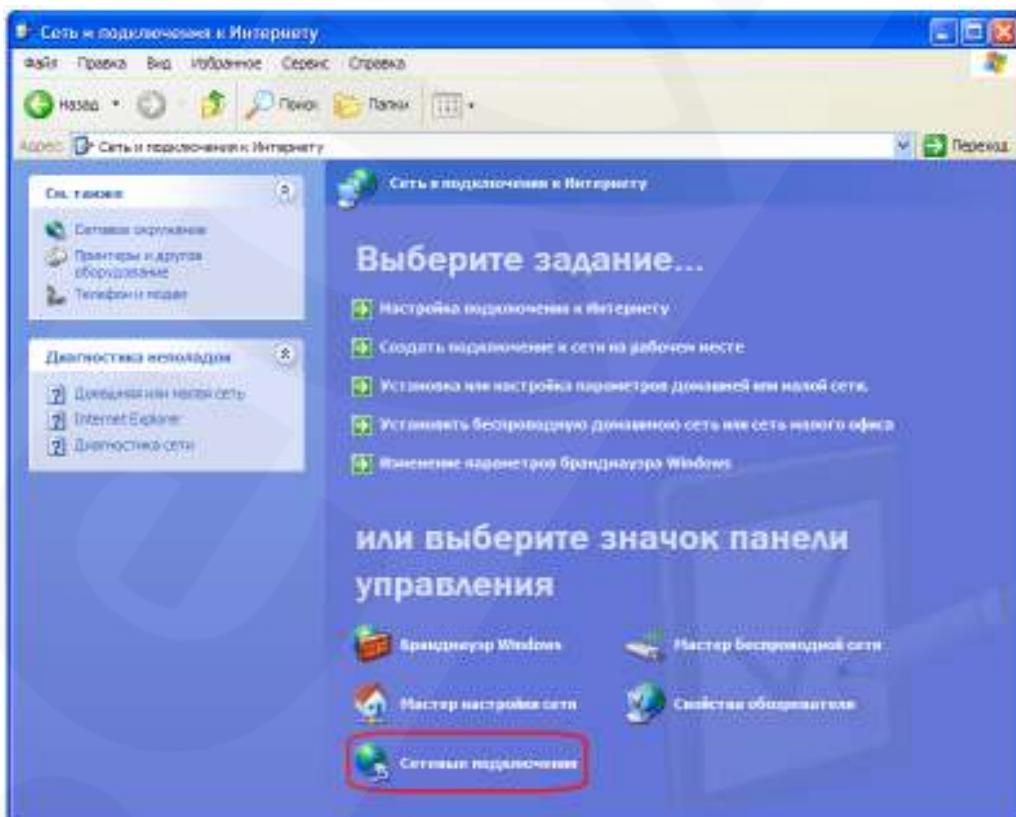 Сеть и подключения к Интернету
Файл Правка Вид Избранное Сервис Справка
Назад Поиск Папки
Адрес: Сеть и подключения к Интернету Переход
См. также
Сетевое окружение
Принтеры и другое
оборудование
Телефон и модем
Диагностика неполадок
Домашняя или малая сеть
Internet Explorer
Диагностика сети
Сеть и подключения к Интернету
Выберите задание...
Настройка подключения к Интернету
Создать подключение к сети на рабочем месте
Установка или настройка параметров домашней или малой сети.
Установить беспроводную домашнюю сеть или сеть малого офиса
Изменение параметров брандмауэра Windows
или выберите значок панели
управления
Брандмауэр Windows
Мастер беспроводной сети
Мастер настройки сети
Свойства обозревателя
Сетевые подключения